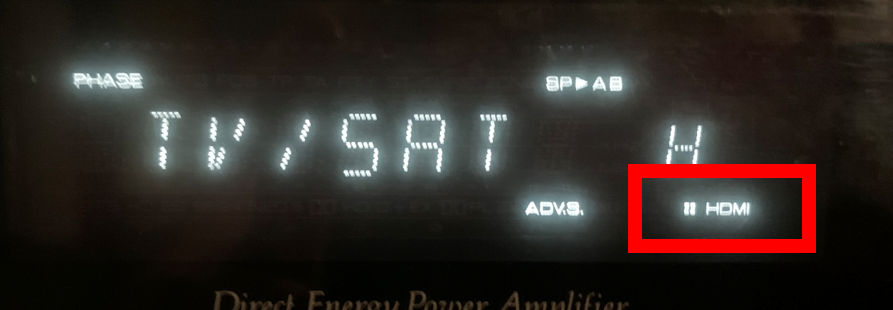 PHASE SP▶AB
TV/SAT H
ADV.S. HDMI
Direct Energy Power Amplifier